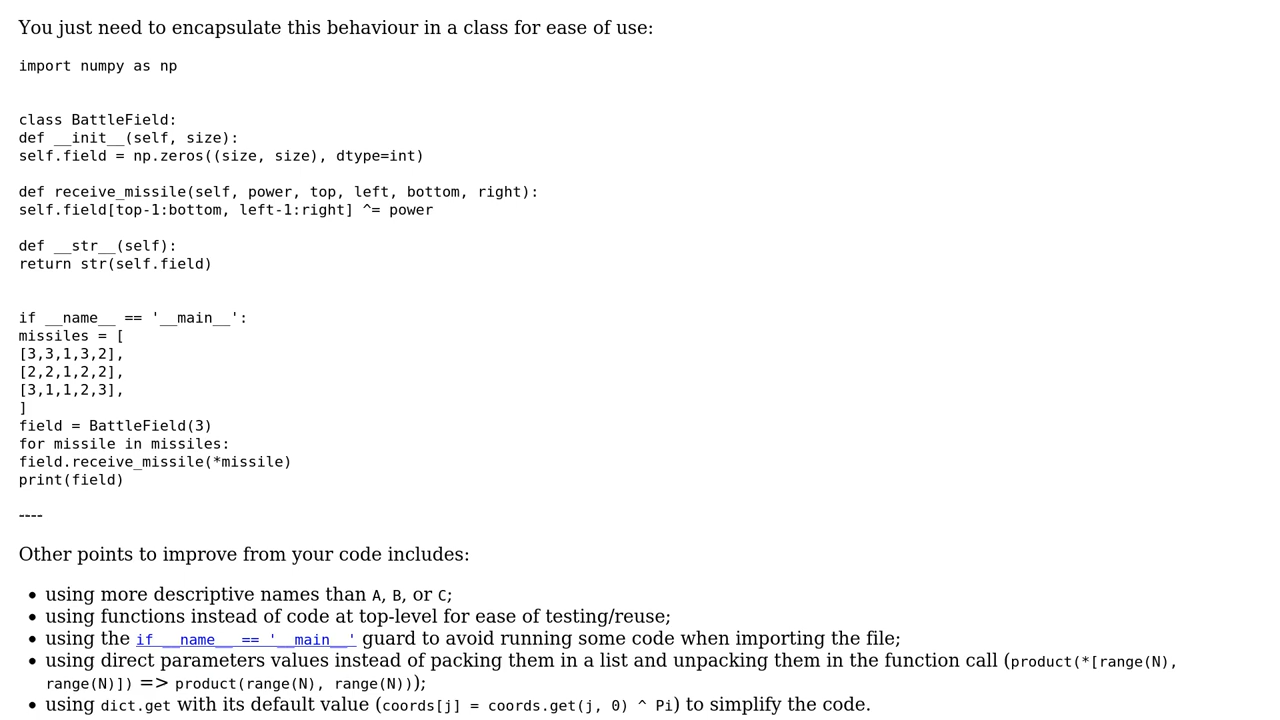 You just need to encapsulate this behaviour in a class for ease of use:
import numpy as np
class BattleField:
def __init__(self, size):
self.field = np.zeros((size, size), dtype=int)
def receive_missile(self, power, top, left, bottom, right):
self.field[top-1:bottom, left-1:right] ^= power
def __str__(self):
return str(self.field)
if __name__ == '__main__':
missiles = [
[3,3,1,3,2],
[2,2,1,2,2],
[3,1,1,2,3],
]
field = BattleField(3)
for missile in missiles:
field.receive_missile(*missile)
print(field)
----
Other points to improve from your code includes:
• using more descriptive names than A, B, or C;
• using functions instead of code at top-level for ease of testing/reuse;
• using the if __name__ == '__main__' guard to avoid running some code when importing the file;
• using direct parameters values instead of packing them in a list and unpacking them in the function call (product(*[range(N),
range(N)]) => product(range(N), range(N)));
• using dict.get with its default value (coords[j] = coords.get(j, 0) ^ Pi) to simplify the code.